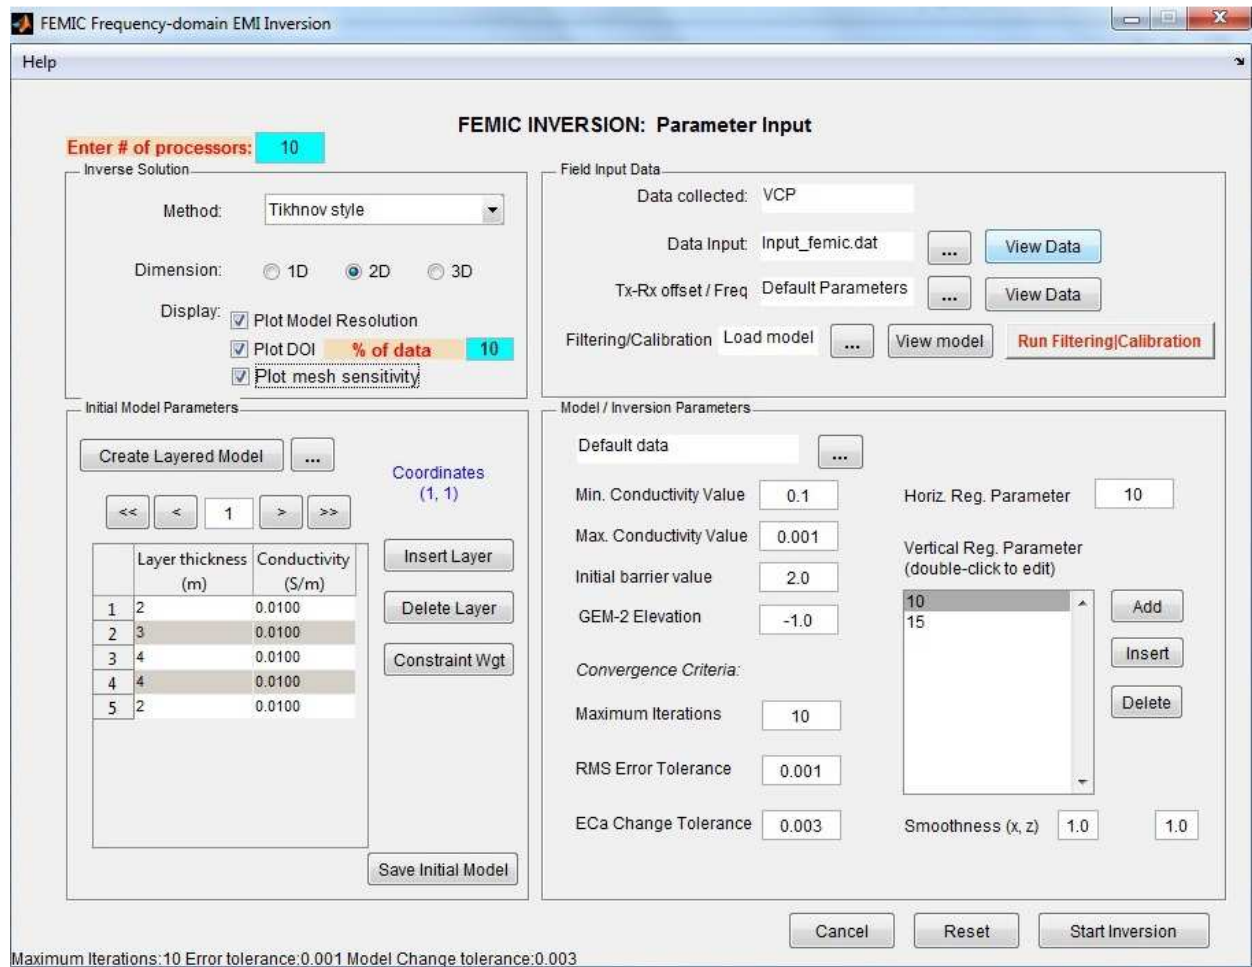 FEMIC Frequency-domain EMI Inversion
Help
FEMIC INVERSION: Parameter Input
Enter # of processors: 10
Inverse Solution
Method: Tikhnov style
Dimension: 1D 2D 3D
Display: Plot Model Resolution
Plot DOI % of data 10
Plot mesh sensitivity
Field Input Data
Data collected: VCP
Data Input: Input_femic.dat ... View Data
Tx-Rx offset / Freq Default Parameters ... View Data
Filtering/Calibration Load model ... View model Run Filtering|Calibration
Initial Model Parameters
Create Layered Model ...
Coordinates
(1, 1)
<< < 1 > >>
Layer thickness (m) Conductivity (S/m)
1 2 0.0100
2 3 0.0100
3 4 0.0100
4 4 0.0100
5 2 0.0100
Insert Layer
Delete Layer
Constraint Wgt
Save Initial Model
Model / Inversion Parameters
Default data ...
Min. Conductivity Value 0.1
Max. Conductivity Value 0.001
Initial barrier value 2.0
GEM-2 Elevation -1.0
Convergence Criteria:
Maximum Iterations 10
RMS Error Tolerance 0.001
ECa Change Tolerance 0.003
Horiz. Reg. Parameter 10
Vertical Reg. Parameter
(double-click to edit)
10
15
Add
Insert
Delete
Smoothness (x, z) 1.0 1.0
Cancel Reset Start Inversion
Maximum Iterations:10 Error tolerance:0.001 Model Change tolerance:0.003